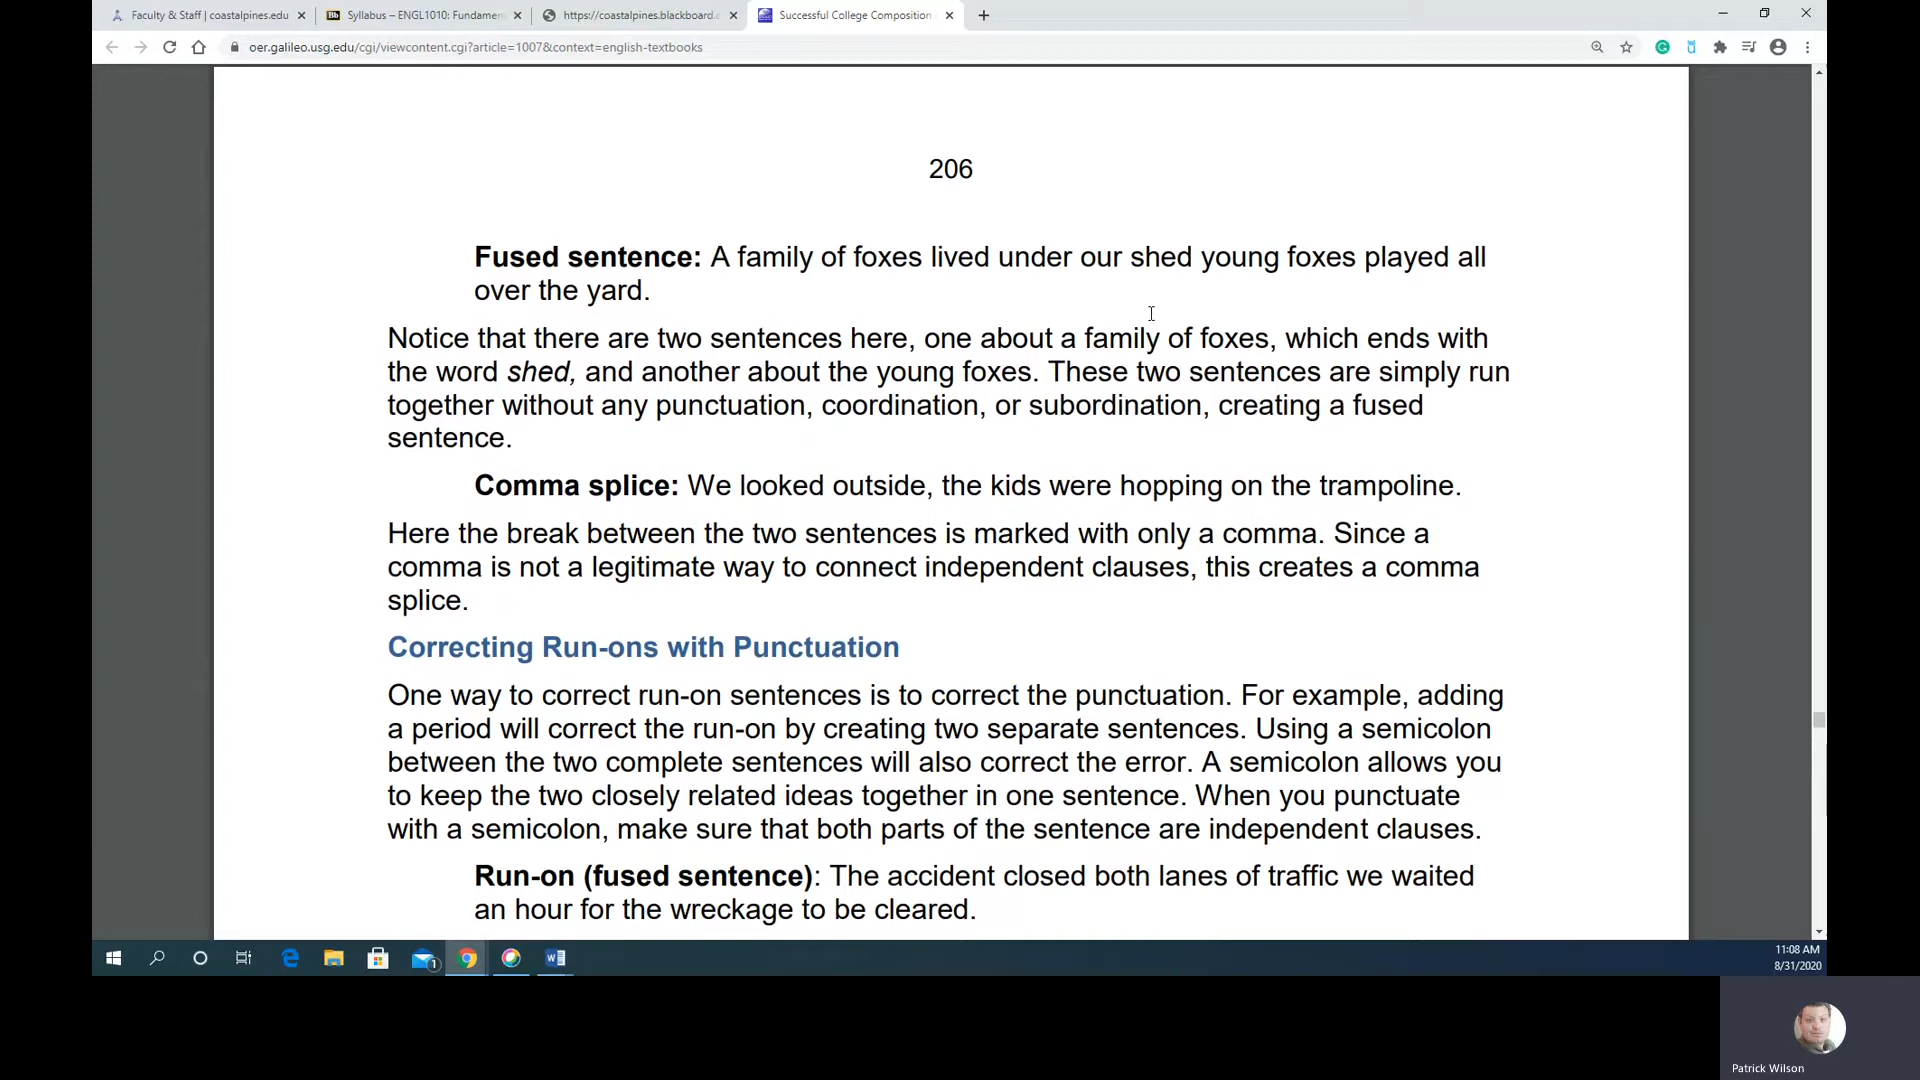 Faculty & Staff | coastalpines.edu
Syllabus – ENGL1010: Fundamen
https://coastalpines.blackboard.c
Successful College Composition
oer.galileo.usg.edu/cgi/viewcontent.cgi?article=1007&context=english-textbooks
206
Fused sentence: A family of foxes lived under our shed young foxes played all
over the yard.
Notice that there are two sentences here, one about a family of foxes, which ends with
the word shed, and another about the young foxes. These two sentences are simply run
together without any punctuation, coordination, or subordination, creating a fused
sentence.
Comma splice: We looked outside, the kids were hopping on the trampoline.
Here the break between the two sentences is marked with only a comma. Since a
comma is not a legitimate way to connect independent clauses, this creates a comma
splice.
Correcting Run-ons with Punctuation
One way to correct run-on sentences is to correct the punctuation. For example, adding
a period will correct the run-on by creating two separate sentences. Using a semicolon
between the two complete sentences will also correct the error. A semicolon allows you
to keep the two closely related ideas together in one sentence. When you punctuate
with a semicolon, make sure that both parts of the sentence are independent clauses.
Run-on (fused sentence): The accident closed both lanes of traffic we waited
an hour for the wreckage to be cleared.
11:08 AM
8/31/2020
Patrick Wilson